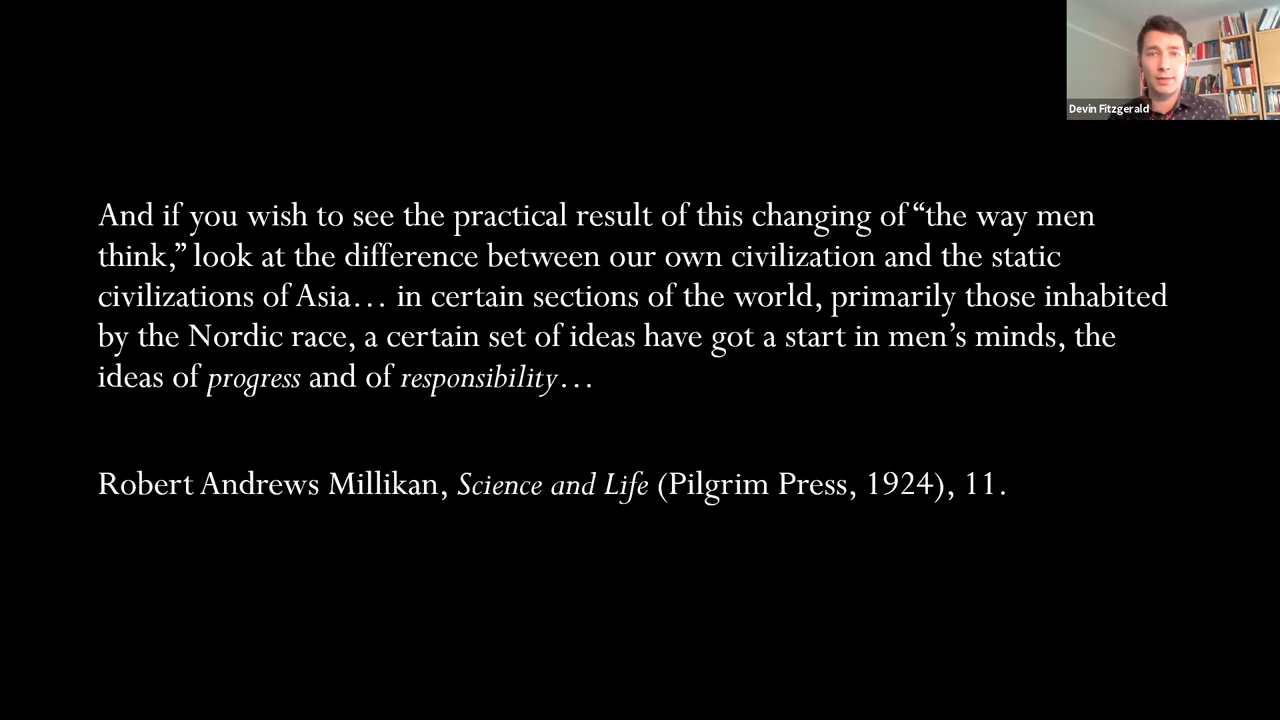 Devin Fitzgerald
And if you wish to see the practical result of this changing of “the way men
think,” look at the difference between our own civilization and the static
civilizations of Asia… in certain sections of the world, primarily those inhabited
by the Nordic race, a certain set of ideas have got a start in men’s minds, the
ideas of progress and of responsibility…
Robert Andrews Millikan, Science and Life (Pilgrim Press, 1924), 11.